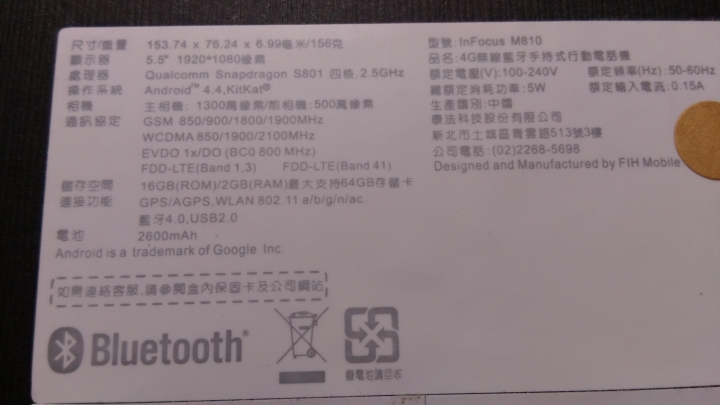 尺寸/重量 153.74 x 76.24 x 6.99毫米/156克
顯示器 5.5" 1920*1080像素
處理器 Qualcomm Snapdragon S801 四核, 2.5GHz
操作系統 Android™ 4.4,KitKat®
相機 主相機: 1300萬像素/前相機:500萬像素
通訊協定 GSM 850/900/1800/1900MHz
WCDMA 850/1900/2100MHz
EVDO 1x/DO (BC0 800 MHz)
FDD-LTE(Band 1,3) FDD-LTE(Band 41)
儲存空間 16GB(ROM)/2GB(RAM)最大支持64GB存儲卡
連接功能 GPS/AGPS,WLAN 802.11 a/b/g/n/ac,
藍牙4.0,USB2.0
電池 2600mAh
Android is a trademark of Google Inc.
如需連絡客服,請參閱盒內保固卡及公司網站
Bluetooth®
廢電池請回收
型號: InFocus M810
品名:4G無線藍牙手持式行動電話機
額定電壓(V):100-240V 額定頻率(Hz):50-60Hz
總額定消耗功率:5W 額定輸入電流:0.15A
生產國別:中國
康法科技股份有限公司
新北市土城區青雲路513號3樓
公司電話: (02)2268-5698
Designed and Manufactured by FIH Mobile